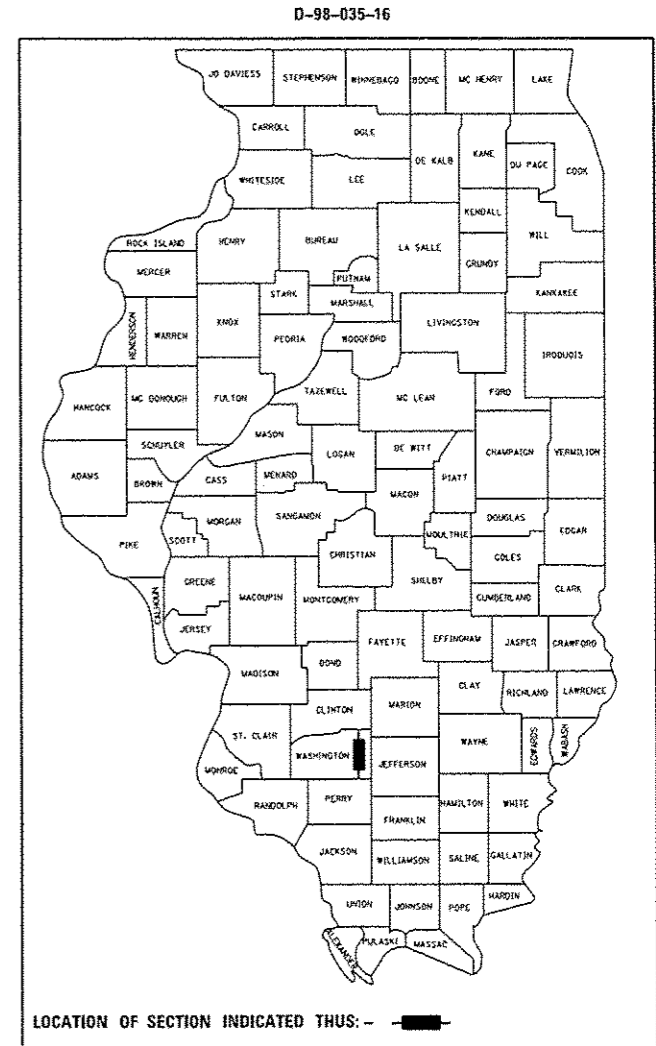 D-98-035-16
JO DAVIESS
STEPHENSON
WINNEBAGO
BOONE
MC HENRY
LAKE
CARROLL
OGLE
DE KALB
KANE
DU PAGE
COOK
WHITESIDE
LEE
KENDALL
WILL
ROCK ISLAND
HENRY
BUREAU
LA SALLE
GRUNDY
MERCER
PUTNAM
KANKAKEE
STARK
MARSHALL
HENDERSON
WARREN
KNOX
PEORIA
WOODFORD
LIVINGSTON
IROQUOIS
HANCOCK
MC DONOUGH
FULTON
TAZEWELL
MC LEAN
FORD
SCHUYLER
MASON
LOGAN
DE WITT
CHAMPAIGN
VERMILION
ADAMS
BROWN
CASS
MENARD
MACON
PIATT
PIKE
SCOTT
MORGAN
SANGAMON
CHRISTIAN
MOULTRIE
DOUGLAS
EDGAR
COLES
CALHOUN
GREENE
MACOUPIN
MONTGOMERY
SHELBY
CUMBERLAND
CLARK
JERSEY
FAYETTE
EFFINGHAM
JASPER
CRAWFORD
MADISON
BOND
CLAY
RICHLAND
LAWRENCE
CLINTON
MARION
ST. CLAIR
WASHINGTON
JEFFERSON
WAYNE
EDWARDS
WABASH
MONROE
RANDOLPH
PERRY
FRANKLIN
HAMILTON
WHITE
JACKSON
WILLIAMSON
SALINE
GALLATIN
UNION
JOHNSON
POPE
HARDIN
ALEXANDER
PULASKI
MASSAC
LOCATION OF SECTION INDICATED THUS: -